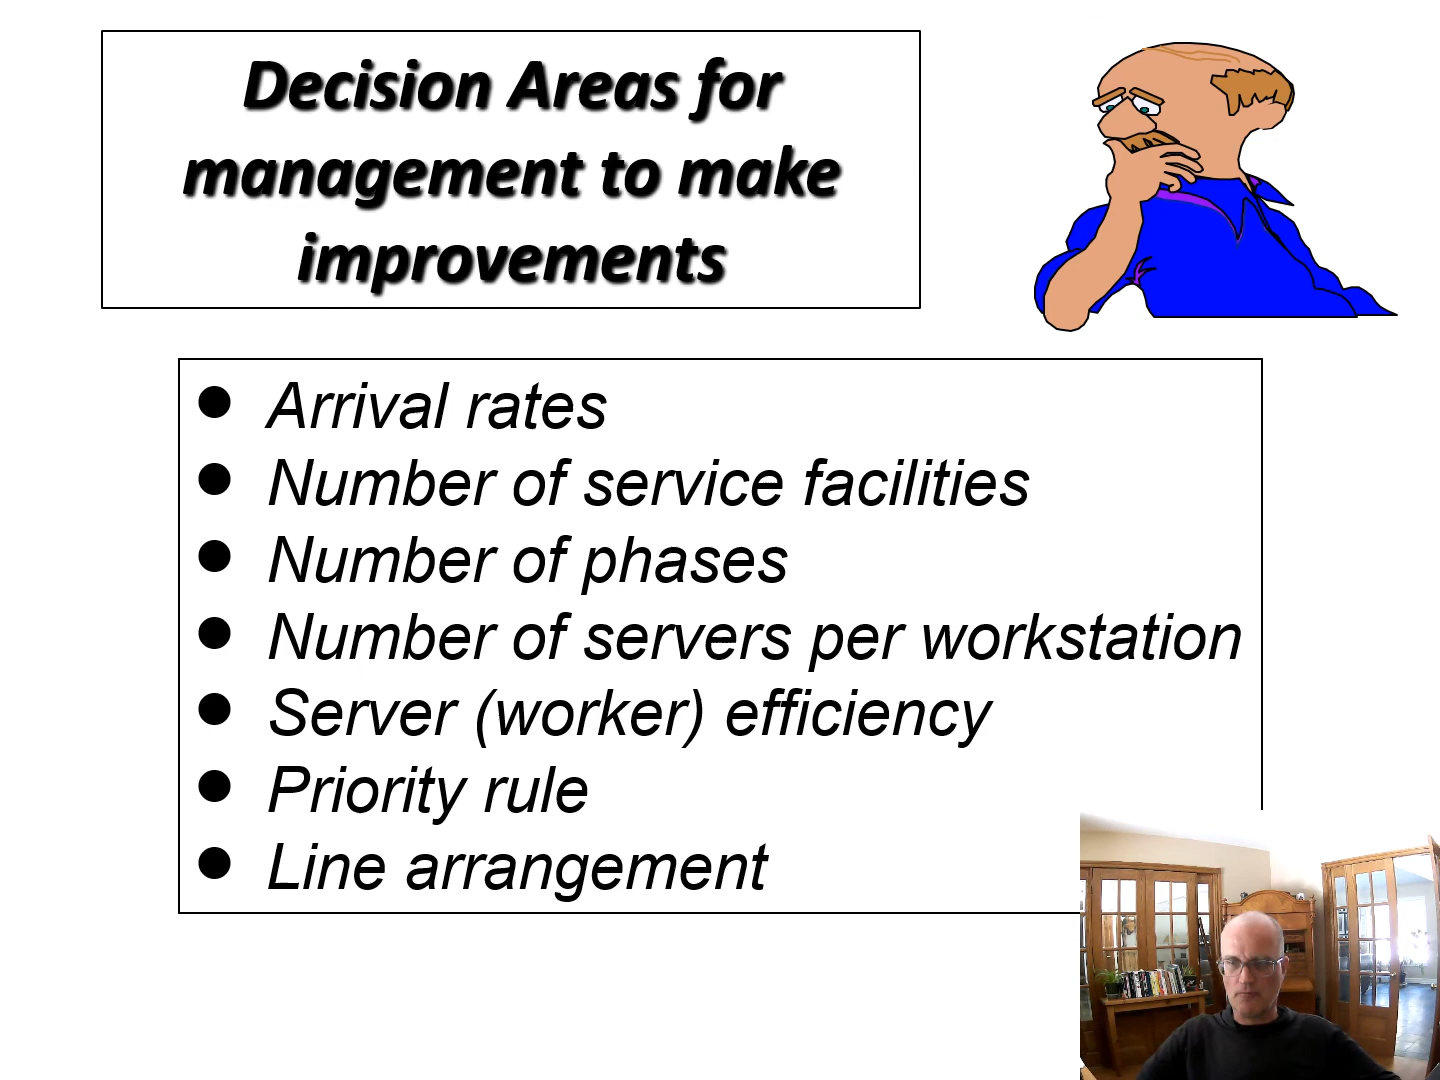 Decision Areas for
management to make
improvements
● Arrival rates
● Number of service facilities
● Number of phases
● Number of servers per workstation
● Server (worker) efficiency
● Priority rule
● Line arrangement